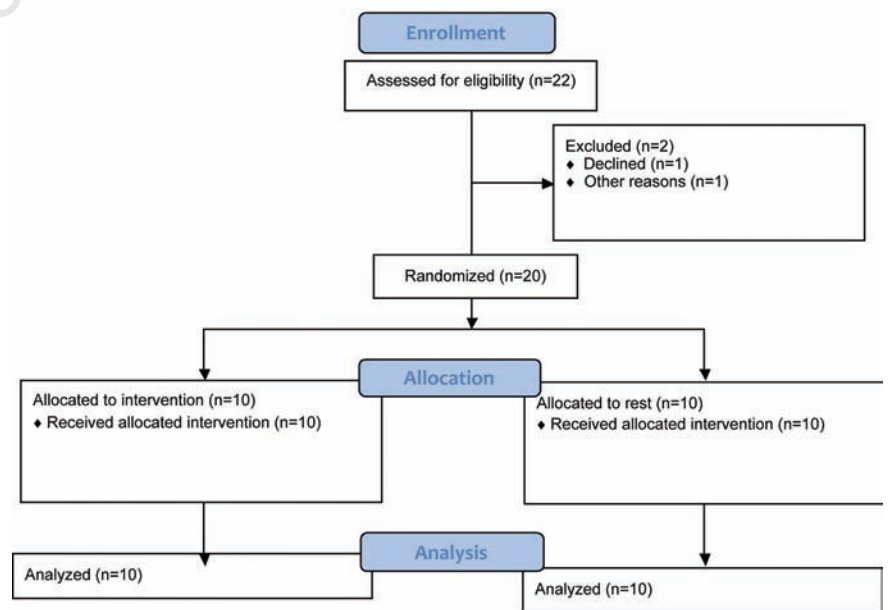 Enrollment
Assessed for eligibility (n=22)
Excluded (n=2)
♦ Declined (n=1)
♦ Other reasons (n=1)
Randomized (n=20)
Allocation
Allocated to intervention (n=10)
♦ Received allocated intervention (n=10)
Allocated to rest (n=10)
♦ Received allocated intervention (n=10)
Analysis
Analyzed (n=10)
Analyzed (n=10)